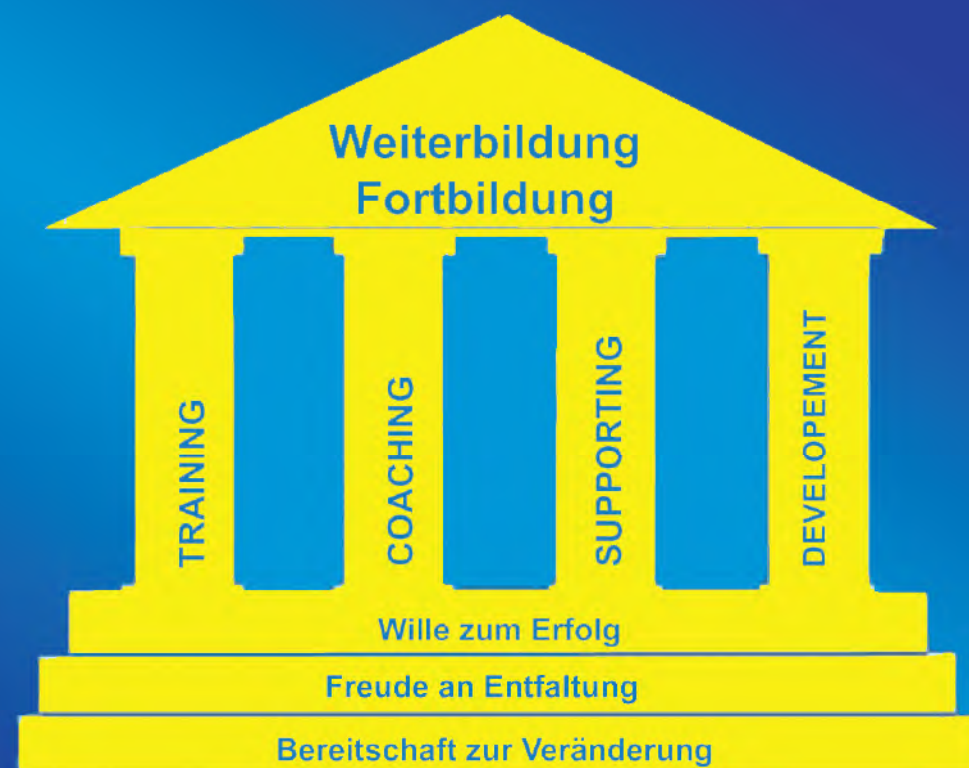 Weiterbildung
Fortbildung
TRAINING
COACHING
SUPPORTING
DEVELOPEMENT
Wille zum Erfolg
Freude an Entfaltung
Bereitschaft zur Veränderung